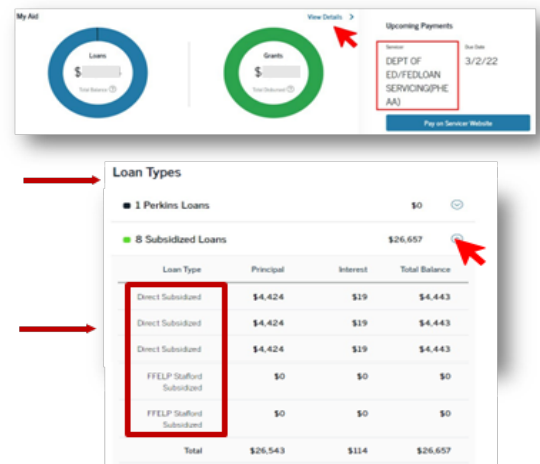 My Aid
View Details >
Loans
$
Total Balance ?
Grants
$
Total Disbursed ?
Upcoming Payments
Servicer Due Date
DEPT OF 3/2/22
ED/FEDLOAN
SERVICING(PHE
AA)
Pay on Servicer Website
Loan Types
1 Perkins Loans $0
8 Subsidized Loans $26,657
Loan Type Principal Interest Total Balance
Direct Subsidized $4,424 $19 $4,443
Direct Subsidized $4,424 $19 $4,443
Direct Subsidized $4,424 $19 $4,443
FFELP Stafford $0 $0 $0
Subsidized
FFELP Stafford $0 $0 $0
Subsidized
Total $26,543 $114 $26,657